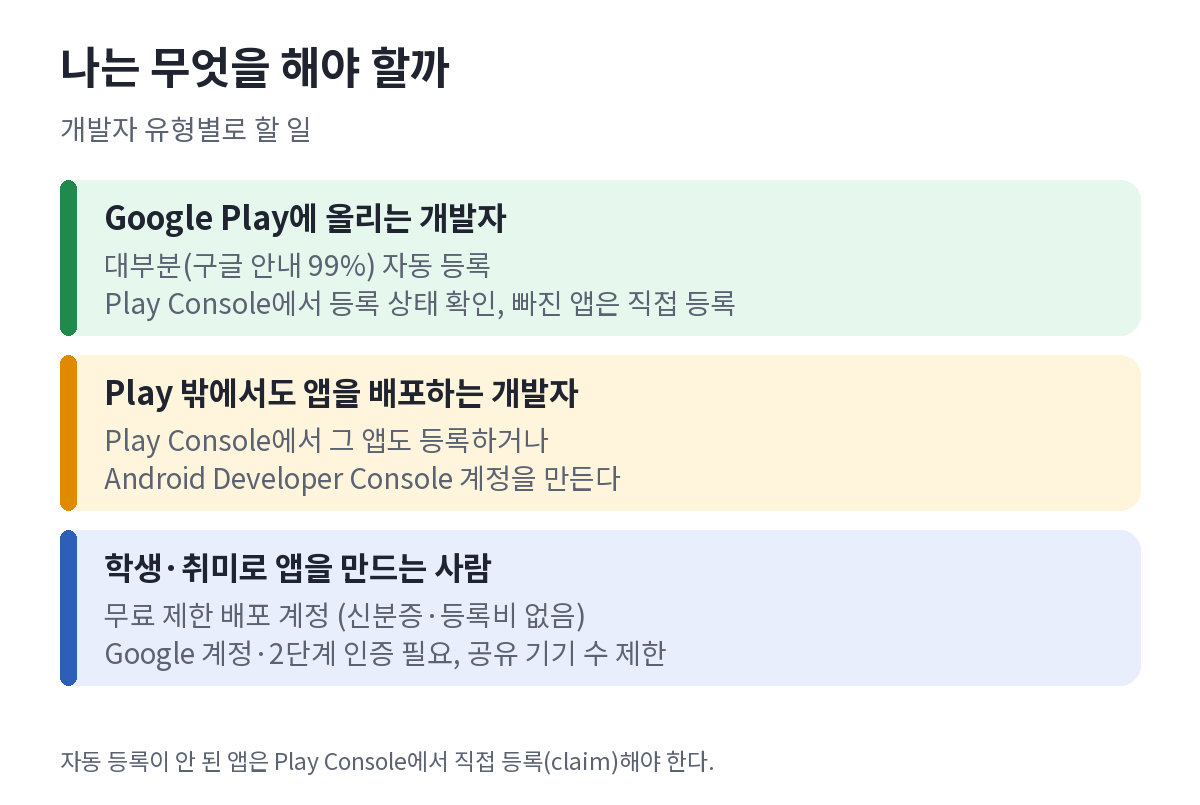 나는 무엇을 해야 할까
개발자 유형별로 할 일
Google Play에 올리는 개발자
대부분(구글 안내 99%) 자동 등록
Play Console에서 등록 상태 확인, 빠진 앱은 직접 등록
Play 밖에서도 앱을 배포하는 개발자
Play Console에서 그 앱도 등록하거나
Android Developer Console 계정을 만든다
학생·취미로 앱을 만드는 사람
무료 제한 배포 계정 (신분증·등록비 없음)
Google 계정·2단계 인증 필요, 공유 기기 수 제한
자동 등록이 안 된 앱은 Play Console에서 직접 등록(claim)해야 한다.